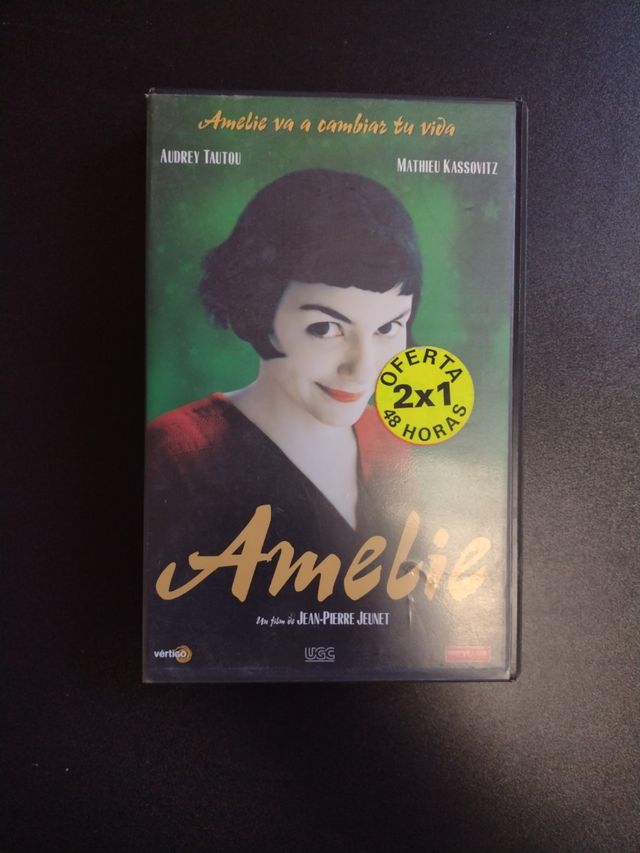 Amelie va a cambiar tu vida
AUDREY TAUTOU
MATHIEU KASSOVITZ
OFERTA
2x1
48 HORAS
Amelie
Un film de JEAN-PIERRE JEUNET
vértigo
UGC